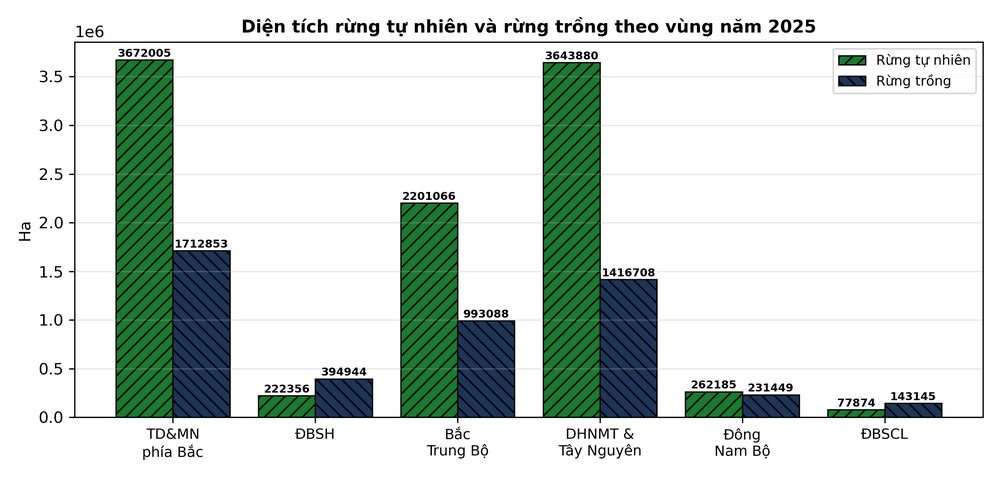 Diện tích rừng tự nhiên và rừng trồng theo vùng năm 2025
1e6
Rừng tự nhiên
Rừng trồng
Ha
3.5
3.0
2.5
2.0
1.5
1.0
0.5
0.0
3672005
1712853
222356
394944
2201066
993088
3643880
1416708
262185
231449
77874
143145
TD&MN
phía Bắc
ĐBSH
Bắc
Trung Bộ
DHNMT &
Tây Nguyên
Đông
Nam Bộ
ĐBSCL